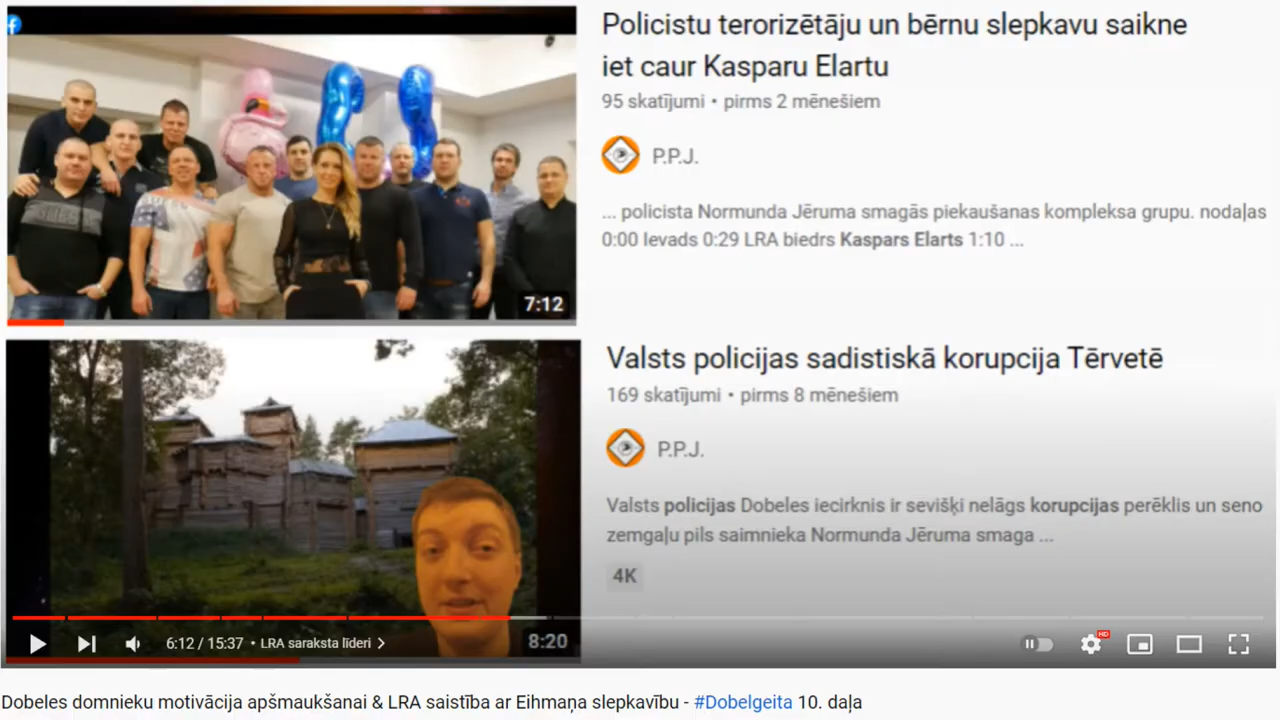 Policistu terorizētāju un bērnu slepkavu saikne
iet caur Kasparu Elartu
95 skatījumi • pirms 2 mēnešiem
P.P.J.
... policista Normunda Jēruma smagās piekaušanas kompleksa grupu. nodaļas
0:00 Ievads 0:29 LRA biedrs Kaspars Elarts 1:10 ...
7:12
Valsts policijas sadistiskā korupcija Tērvetē
169 skatījumi • pirms 8 mēnešiem
P.P.J.
Valsts policijas Dobeles iecirknis ir sevišķi nelāgs korupcijas perēklis un seno
zemgaļu pils saimnieka Normunda Jēruma smaga ...
4K
8:20
6:12 / 15:37 • LRA saraksta līderi
HD
Dobeles domnieku motivācija apšmaukšanai & LRA saistība ar Eihmaņa slepkavību - #Dobelgeita 10. daļa